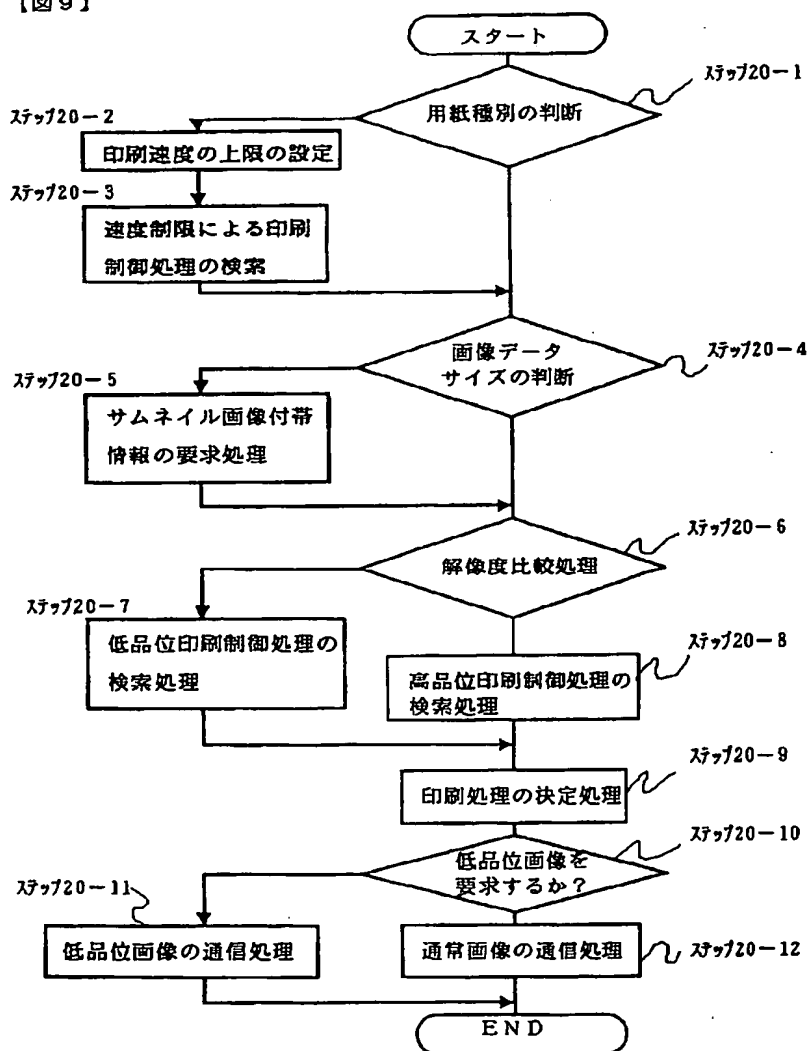 【図9】
スタート
ステップ20-1
用紙種別の判断
ステップ20-2
印刷速度の上限の設定
ステップ20-3
速度制限による印刷
制御処理の検索
画像データ
サイズの判断
ステップ20-4
ステップ20-5
サムネイル画像付帯
情報の要求処理
ステップ20-6
解像度比較処理
ステップ20-7
低品位印刷制御処理の
検索処理
ステップ20-8
高品位印刷制御処理の
検索処理
ステップ20-9
印刷処理の決定処理
ステップ20-10
低品位画像を
要求するか?
ステップ20-11
低品位画像の通信処理
通常画像の通信処理
ステップ20-12
END